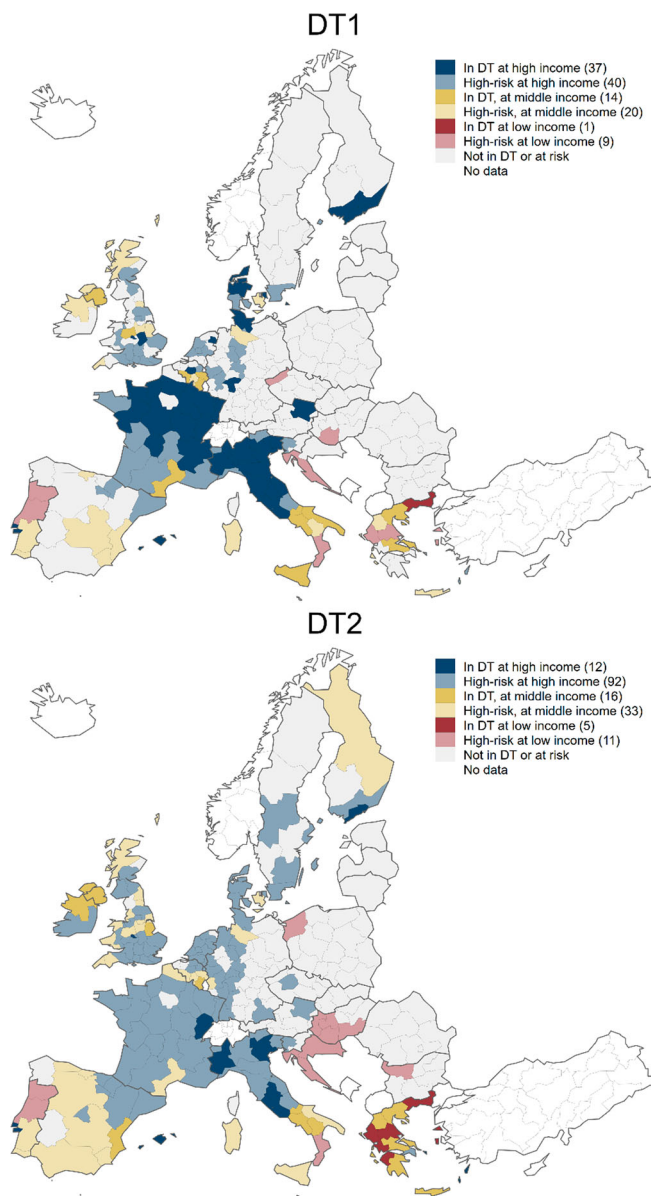 DT1
In DT at high income (37)
High-risk at high income (40)
In DT, at middle income (14)
High-risk, at middle income (20)
In DT at low income (1)
High-risk at low income (9)
Not in DT or at risk
No data
DT2
In DT at high income (12)
High-risk at high income (92)
In DT, at middle income (16)
High-risk, at middle income (33)
In DT at low income (5)
High-risk at low income (11)
Not in DT or at risk
No data